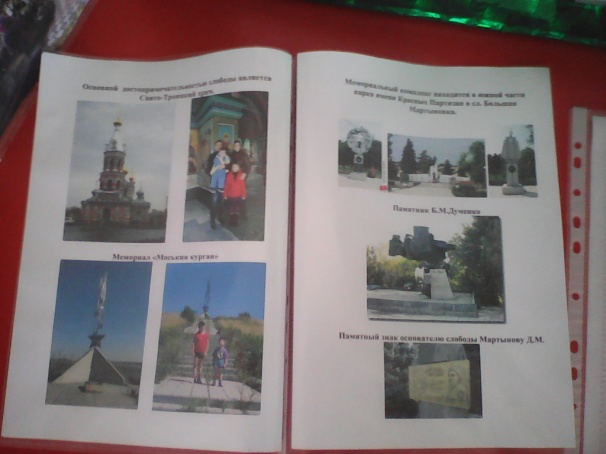 Основной достопримечательностью слободы является
Свято-Троицкий храм.
Мемориал «Моськин курган»
Мемориальный комплекс находится в южной части
парка имени Красных Партизан в сл. Большая
Мартыновка.
Памятник Б.М.Думенко
Памятный знак основателю слободы Мартынову Д.М.